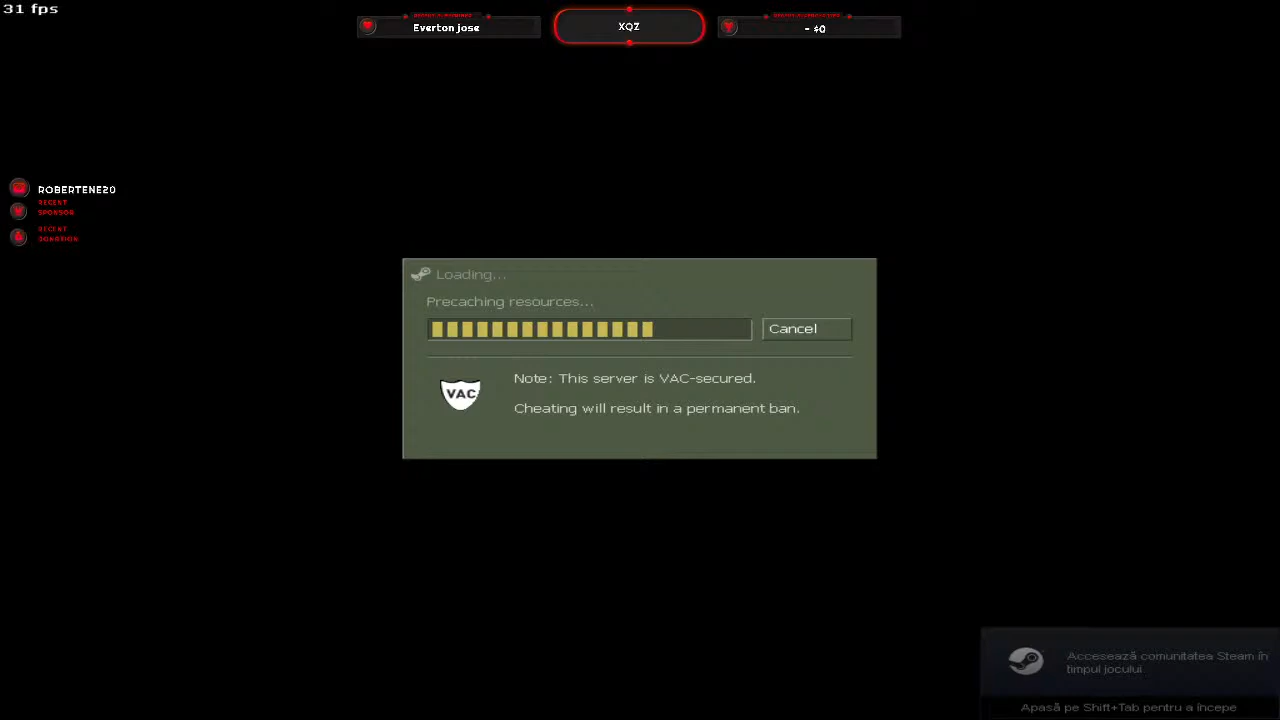 31 fps
Everton jose
XQZ
- $0
ROBERTENE20
RECENT
SPONSOR
RECENT
DONATION
Loading...
Precaching resources...
Cancel
VAC
Note: This server is VAC-secured.
Cheating will result in a permanent ban.
Accesează comunitatea Steam în
timpul jocului
Apasă pe Shift+Tab pentru a începe